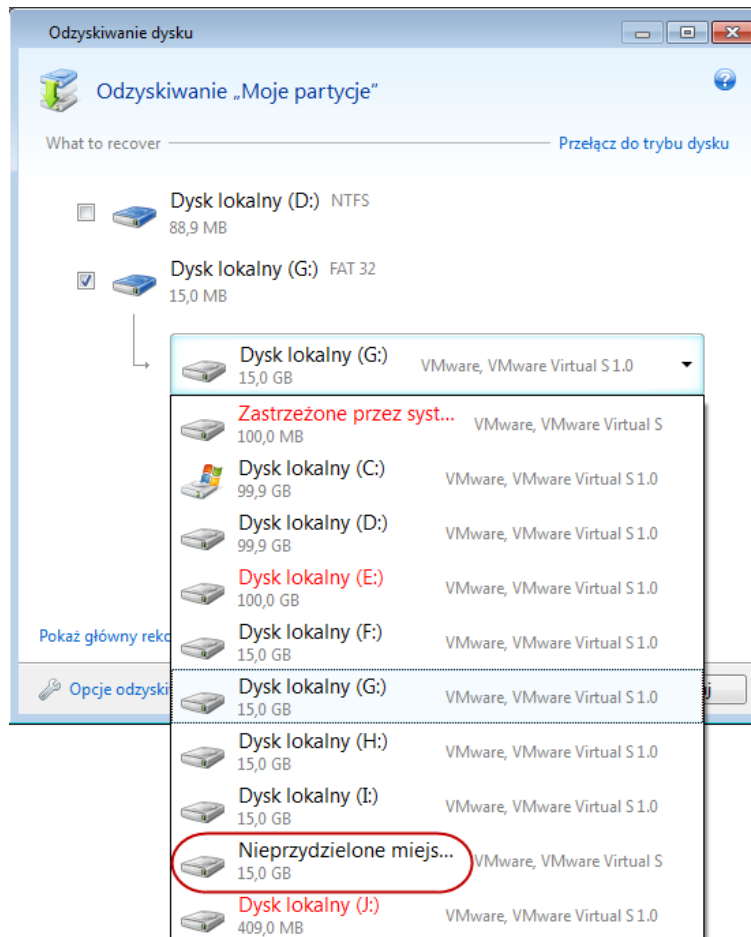 Odzyskiwanie dysku
Odzyskiwanie „Moje partycje”
What to recover
Przełącz do trybu dysku
Dysk lokalny (D:) NTFS
88,9 MB
Dysk lokalny (G:) FAT 32
15,0 MB
Dysk lokalny (G:) VMware, VMware Virtual S 1.0
15,0 GB
Zastrzeżone przez syst... VMware, VMware Virtual S
100,0 MB
Dysk lokalny (C:) VMware, VMware Virtual S 1.0
99,9 GB
Dysk lokalny (D:) VMware, VMware Virtual S 1.0
99,9 GB
Dysk lokalny (E:) VMware, VMware Virtual S 1.0
100,0 GB
Dysk lokalny (F:) VMware, VMware Virtual S 1.0
15,0 GB
Pokaż główny reko
Dysk lokalny (G:) VMware, VMware Virtual S 1.0
15,0 GB
Opcje odzyski
Dysk lokalny (H:) VMware, VMware Virtual S 1.0
15,0 GB
Dysk lokalny (I:) VMware, VMware Virtual S 1.0
15,0 GB
Nieprzydzielone miejs... VMware, VMware Virtual S
15,0 GB
Dysk lokalny (J:) VMware, VMware Virtual S 1.0
409,0 MB